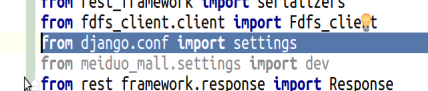 from rest_framework import serializers
from fdfs_client.client import Fdfs_client
from django.conf import settings
from meiduo_mall.settings import dev
from rest_framework.response import Response